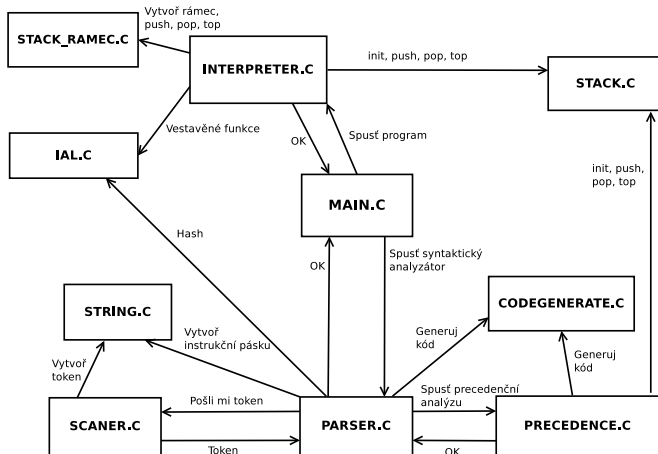 Vytvoř rámec,
push, pop, top
STACK_RAMEC.C
INTERPRETER.C
init, push, pop, top
STACK.C
Vestavěné funkce
OK
Spusť program
IAL.C
init, push,
pop, top
MAIN.C
Hash
OK
Spusť syntaktický
analyzátor
STRING.C
CODEGENERATE.C
Vytvoř
token
Vytvoř
instrukční pásku
Generuj
kód
Generuj
kód
Pošli mi token
Spusť precedenční
analýzu
SCANER.C
PARSER.C
PRECEDENCE.C
Token
OK